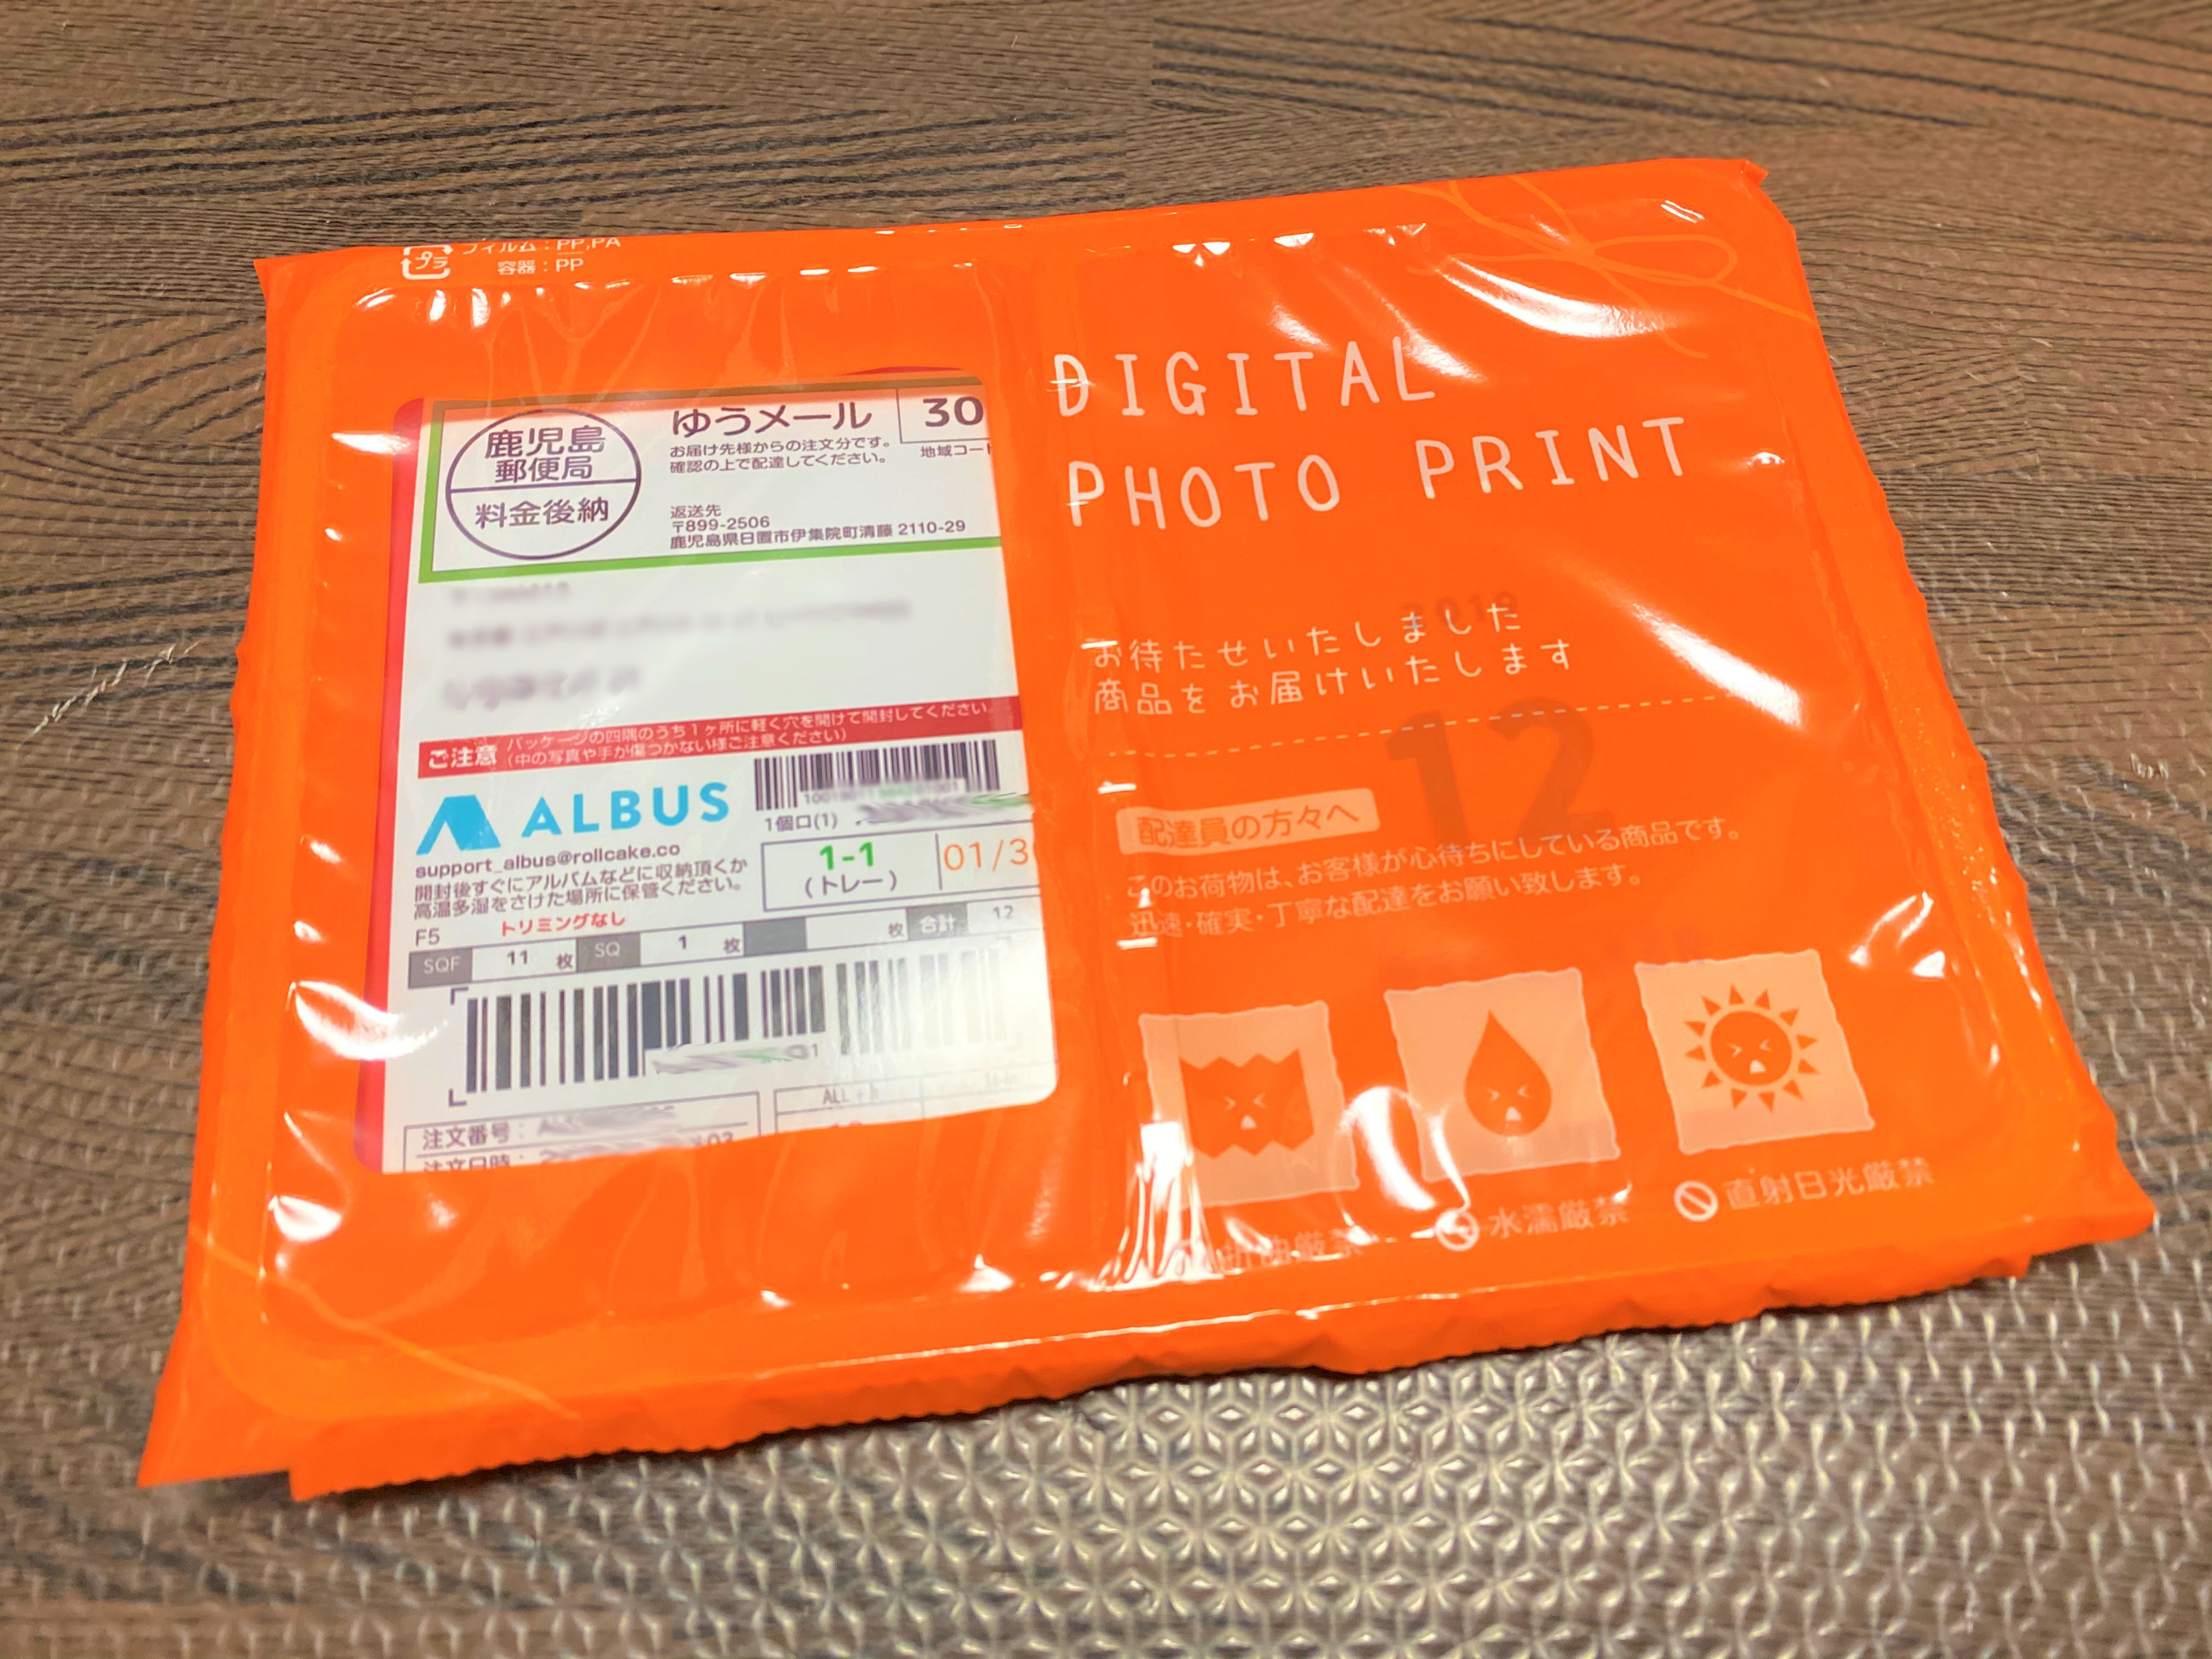 プラ
フィルム：PP,PA
容器：PP
鹿児島
郵便局
料金後納
ゆうメール
30
お届け先様からの注文分です。
確認の上で配達してください。
地域コー
返送先
〒899-2506
鹿児島県日置市伊集院町清藤 2110-29
ご注意
パッケージの四隅のうち1ヶ所に軽く穴を開けて開封してください。
(中の写真や手が傷つかない様ご注意ください)
ALBUS
support_albus@rollcake.co
開封後すぐにアルバムなどに収納頂くか
高温多湿をさけた場所に保管ください。
1個口(1)
1-1
(トレー)
01/3
F5
トリミングなし
SQF 11 枚 SQ 1 枚 枚 合計 12
注文番号：
注文日時：
DIGITAL
PHOTO PRINT
2019
お待たせいたしました
商品をお届けいたします
12
配達員の方々へ
このお荷物は、お客様が心待ちにしている商品です。
迅速・確実・丁寧な配達をお願い致します。
折曲厳禁
水濡厳禁
直射日光厳禁